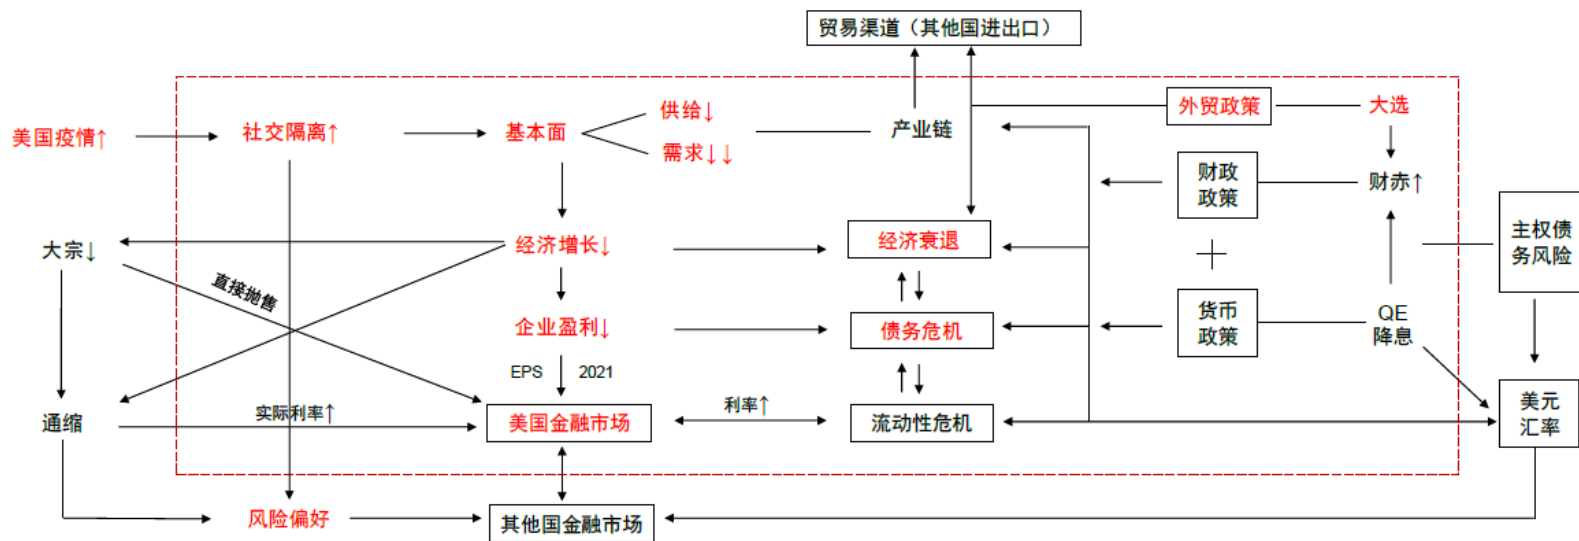 贸易渠道（其他国进出口）
供给↓
外贸政策
大选
美国疫情↑
社交隔离↑
基本面
产业链
需求↓↓
财政
政策
财赤↑
大宗↓
经济增长↓
经济衰退
主权债
务风险
直接抛售
企业盈利↓
债务危机
货币
政策
QE
降息
EPS
2021
通缩
实际利率↑
美国金融市场
利率↑
流动性危机
美元
汇率
风险偏好
其他国金融市场